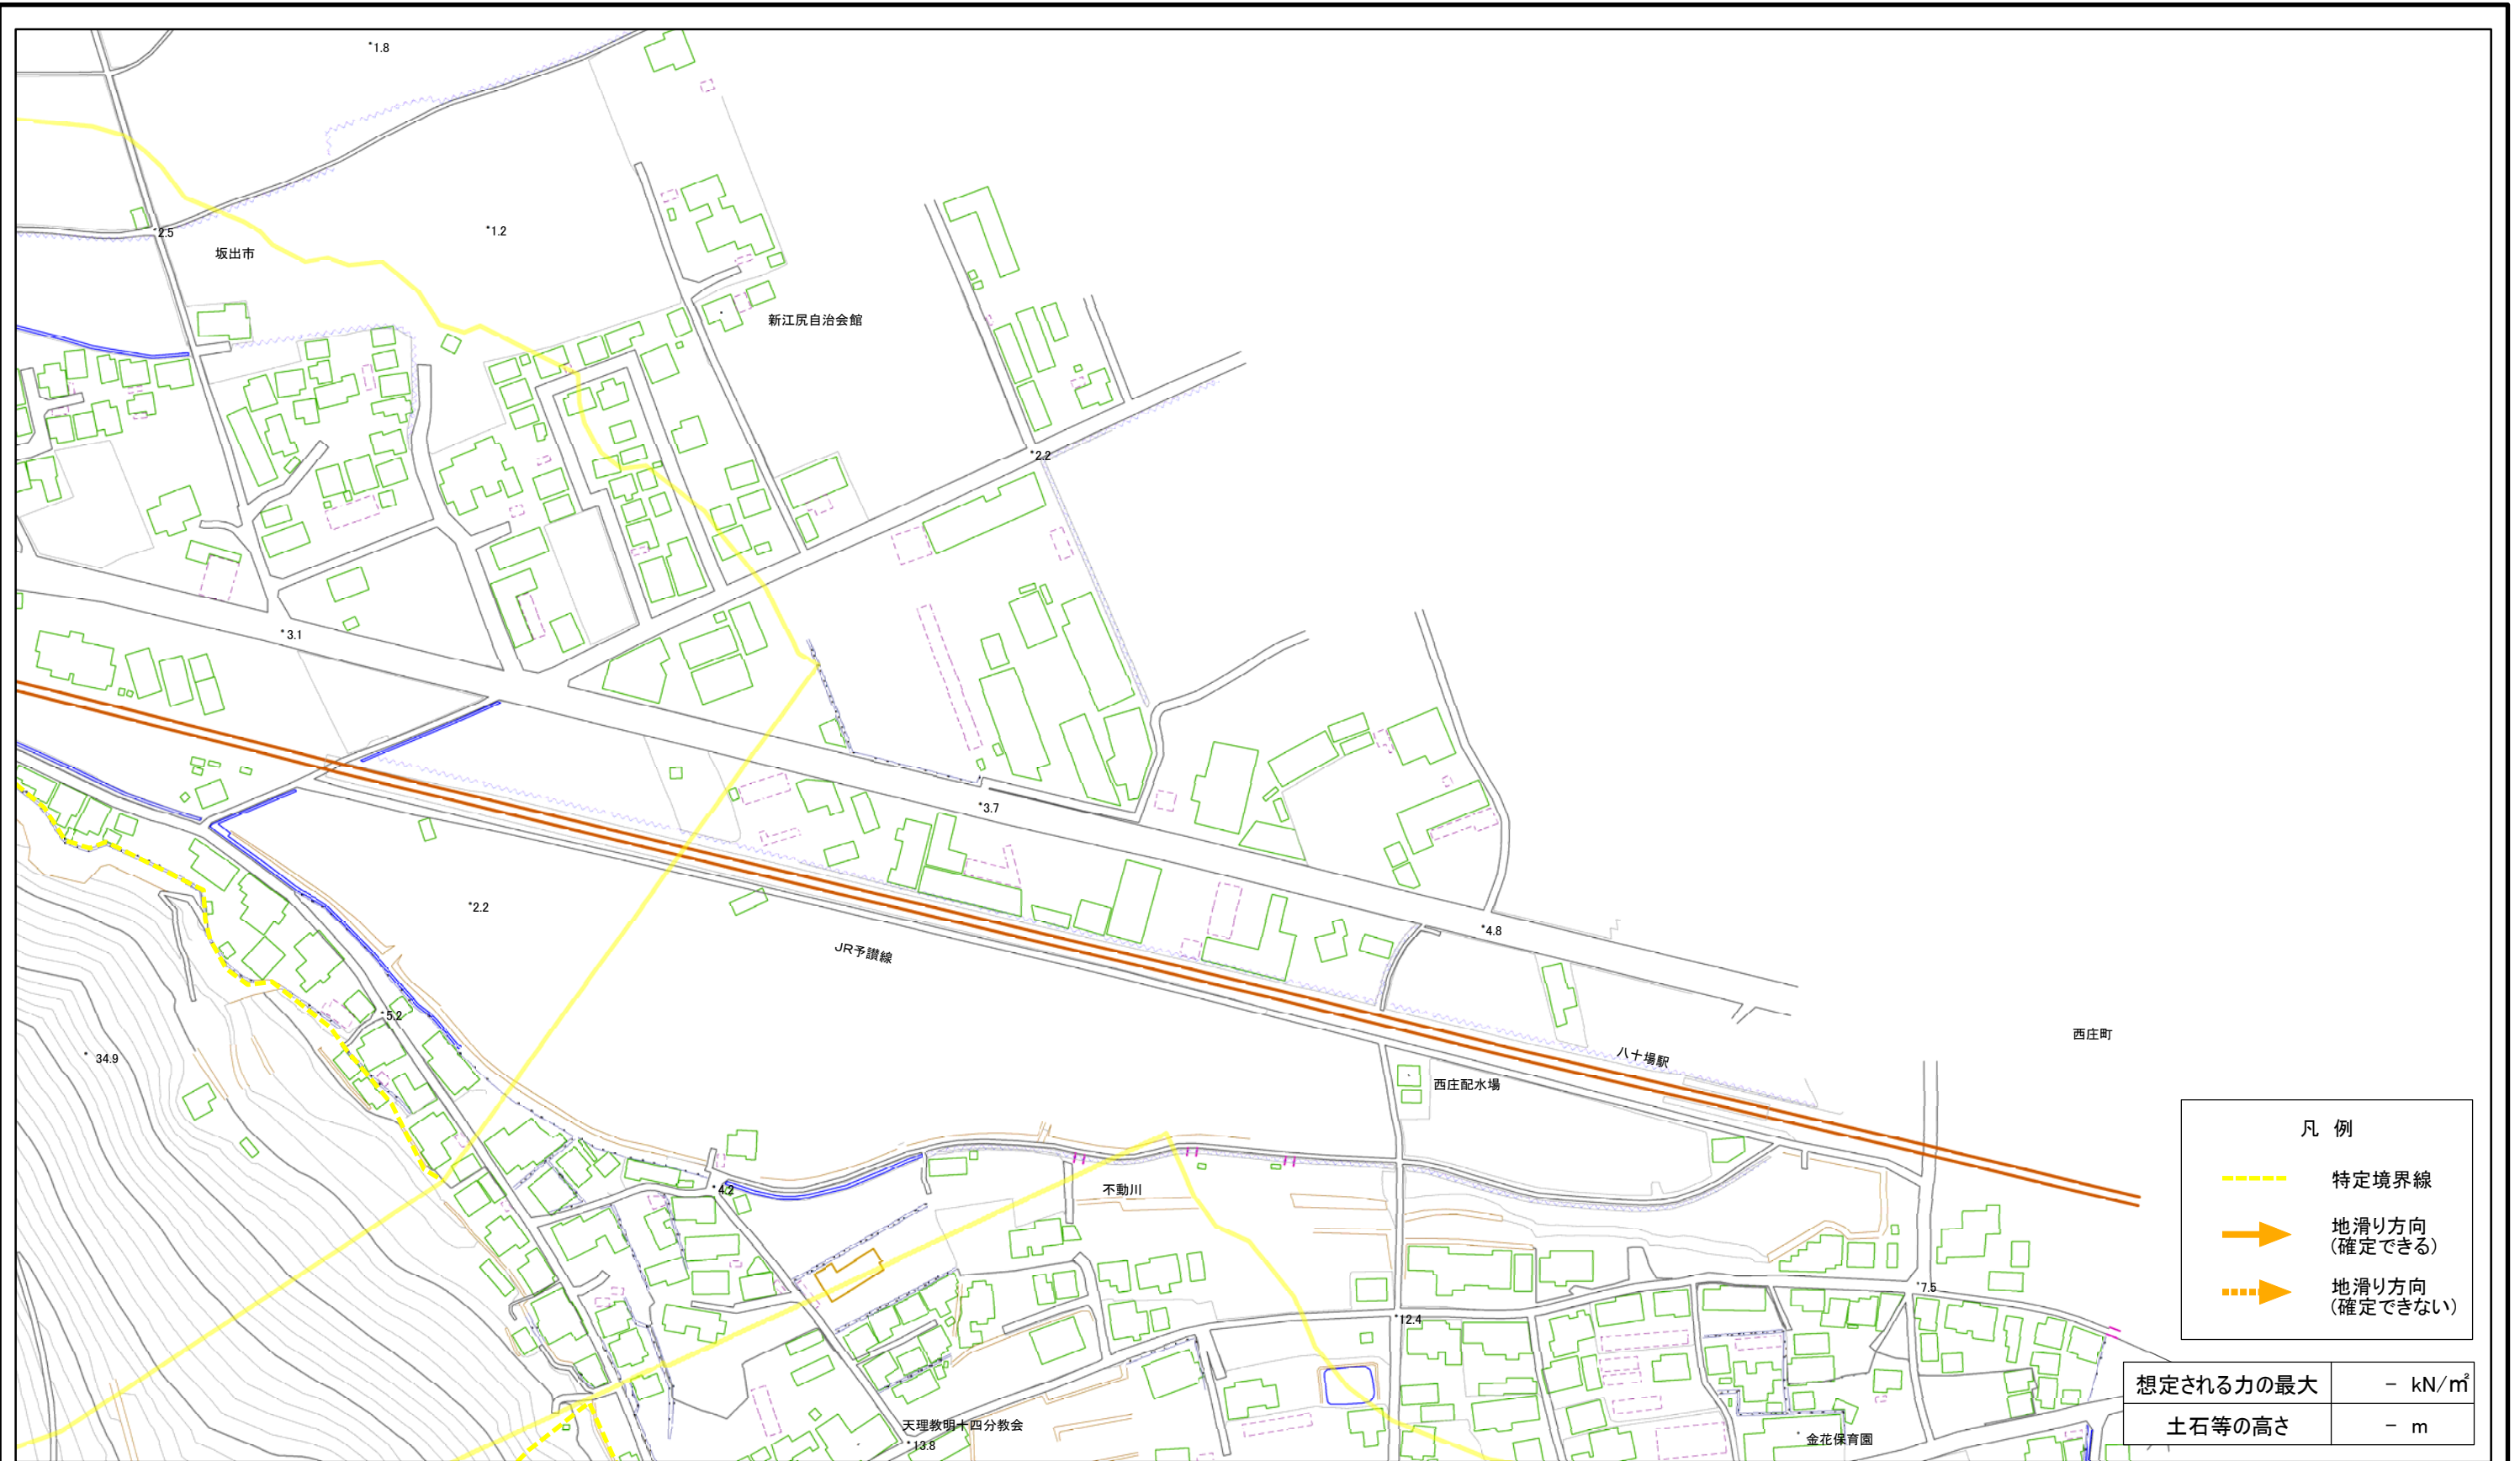 1.8
2.5
1.2
坂出市
新江尻自治会館
2.2
3.1
3.7
2.2
JR予讃線
4.8
5.2
34.9
八十場駅
西庄町
西庄配水場
4.2
不動川
7.5
12.4
天理教明十四分教会
13.8
金花保育園
凡 例
特定境界線
地滑り方向
（確定できる）
地滑り方向
（確定できない）
想定される力の最大 － kN/㎡
土石等の高さ － m